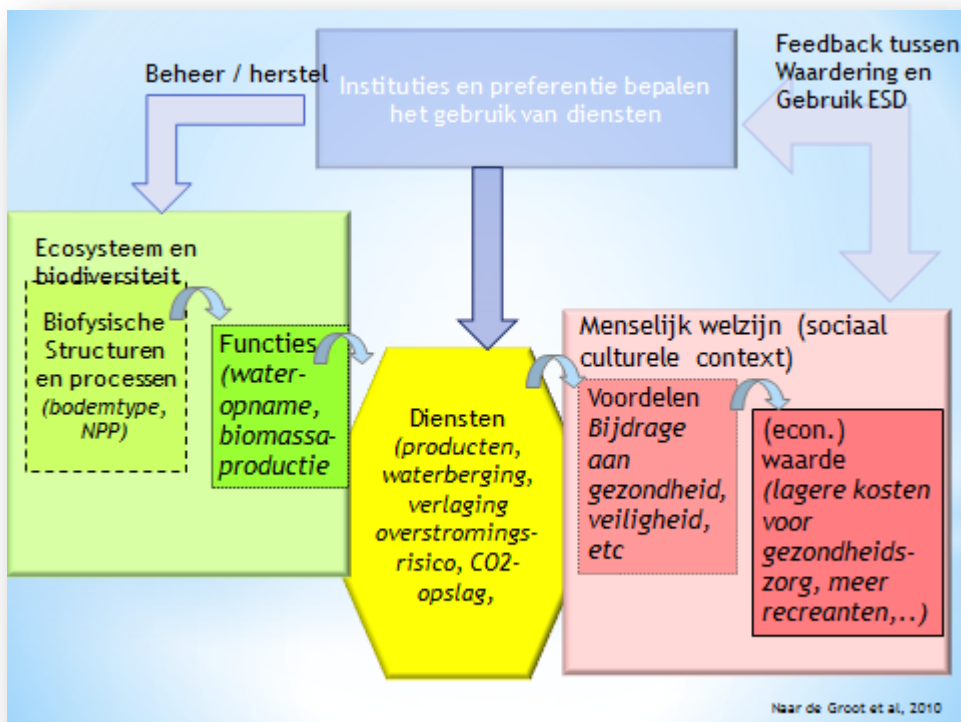 Beheer / herstel
Instituties en preferentie bepalen
het gebruik van diensten
Feedback tussen
Waardering en
Gebruik ESD
Ecosysteem en
biodiversiteit
Biofysische
Structuren
en processen
(bodemtype,
NPP)
Functies
(water-
opname,
biomassa-
productie
Diensten
(producten,
waterberging,
verlaging
overstromings-
risico, CO2-
opslag,
Menselijk welzijn (sociaal
culturele context)
Voordelen
Bijdrage
aan
gezondheid,
veiligheid,
etc
(econ.)
waarde
(lagere kosten
voor
gezondheids-
zorg, meer
recreanten,..)
Naar de Groot et al, 2010